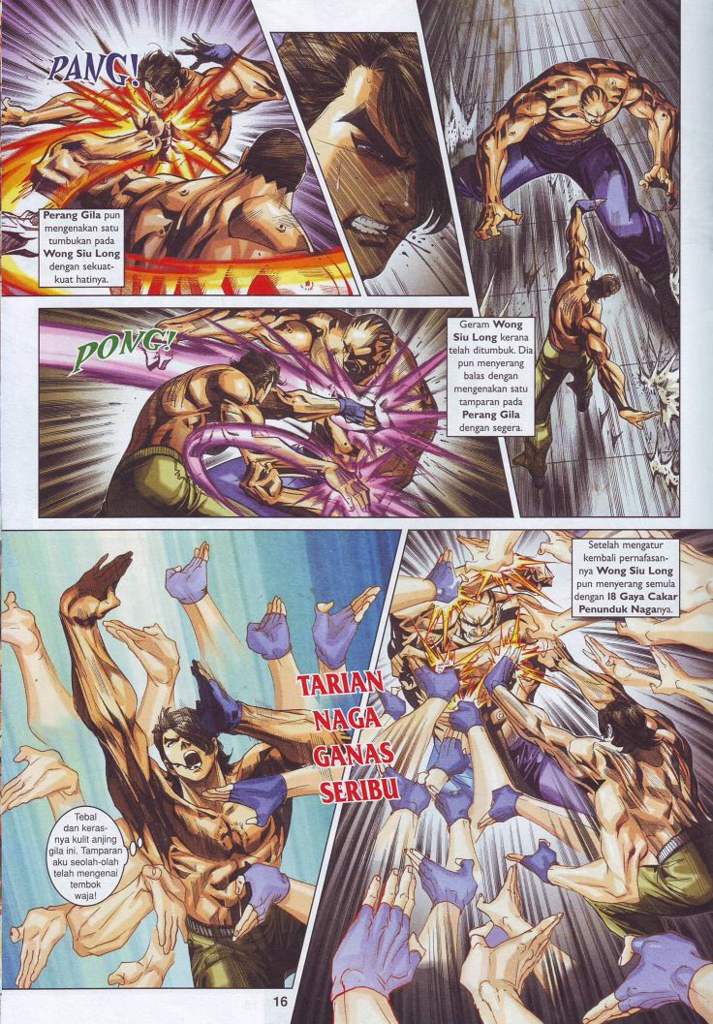 PANG!
Perang Gila pun
mengenakan satu
tumbukan pada
Wong Siu Long
dengan sekuat-
kuat hatinya.
PONG!
Geram Wong
Siu Long kerana
telah ditumbuk. Dia
pun menyerang
balas dengan
mengenakan satu
tamparan pada
Perang Gila
dengan segera.
Tebal
dan keras-
nya kulit anjing
gila ini. Tamparan
aku seolah-olah
telah mengenai
tembok
waja!
TARIAN
NAGA
GANAS
SERIBU
Setelah mengatur
kembali pernafasan-
nya Wong Siu Long
pun menyerang semula
dengan 18 Gaya Cakar
Penunduk Naganya.
16